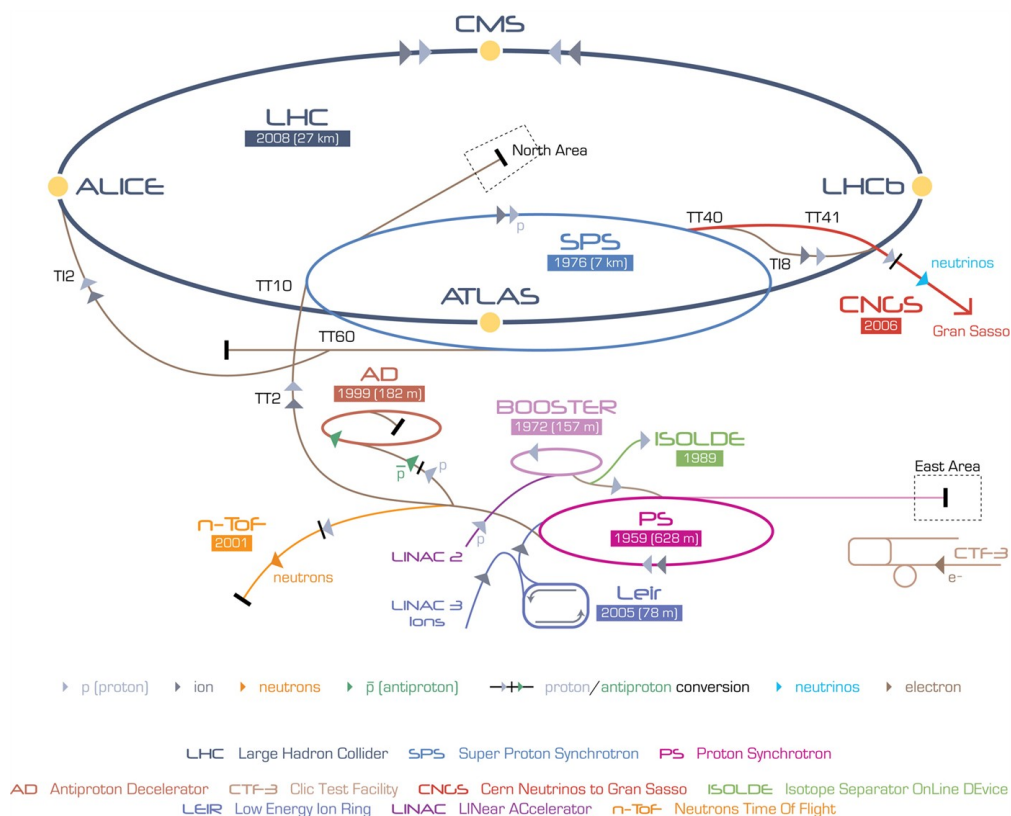 CMS
LHC
2008 (27 km)
North Area
ALICE
LHCb
TT40
TT41
p
SPS
1976 (7 km)
TI8
neutrinos
TI2
TT10
ATLAS
CNGS
2006
Gran Sasso
TT60
AD
1999 (182 m)
TT2
BOOSTER
1972 (157 m)
ISOLDE
1989
p̅
p
East Area
n-ToF
2001
LINAC 2
p
PS
1959 (628 m)
CTF-3
e-
neutrons
LINAC 3
Ions
Leir
2005 (78 m)
p (proton) ion neutrons p̅ (antiproton) proton/antiproton conversion neutrinos electron
LHC Large Hadron Collider SPS Super Proton Synchrotron PS Proton Synchrotron
AD Antiproton Decelerator CTF-3 Clic Test Facility CNGS Cern Neutrinos to Gran Sasso ISOLDE Isotope Separator OnLine DEvice
LEIR Low Energy Ion Ring LINAC LINear ACcelerator n-ToF Neutrons Time Of Flight